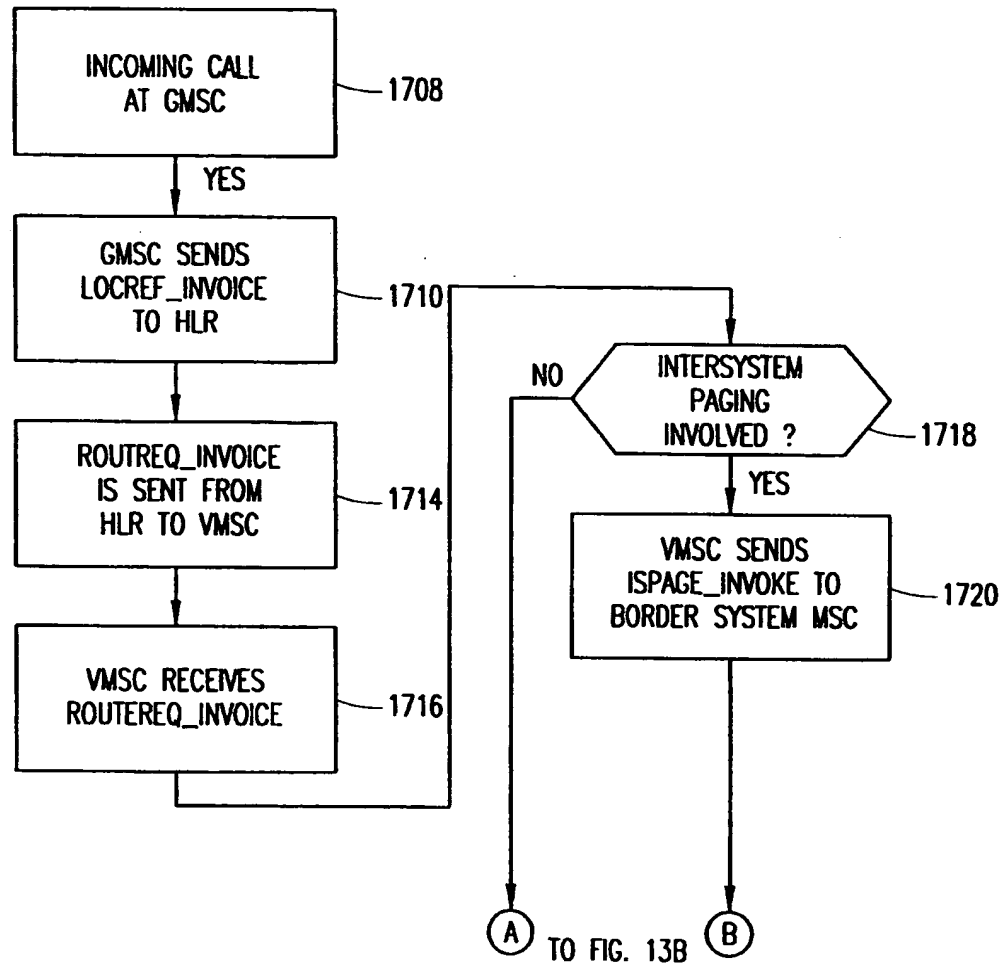 INCOMING CALL
AT GMSC
1708
YES
GMSC SENDS
LOCREF_INVOICE
TO HLR
1710
ROUTREQ_INVOICE
IS SENT FROM
HLR TO VMSC
1714
VMSC RECEIVES
ROUTEREQ_INVOICE
1716
INTERSYSTEM
PAGING
INVOLVED ?
1718
NO
YES
VMSC SENDS
ISPAGE_INVOKE TO
BORDER SYSTEM MSC
1720
A
TO FIG. 13B
B